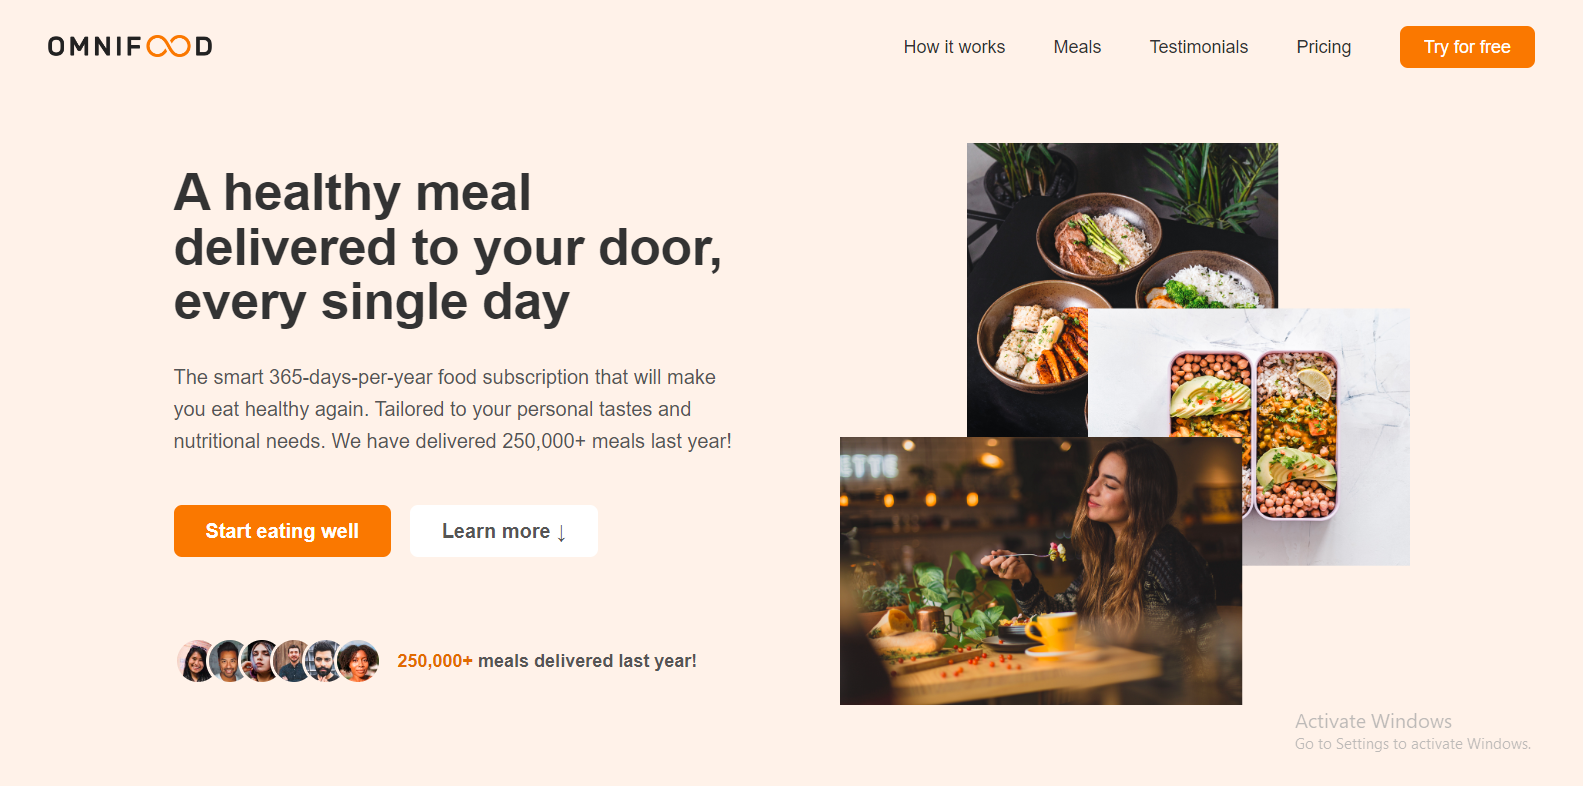 OMNIFOOD
How it works
Meals
Testimonials
Pricing
Try for free
A healthy meal
delivered to your door,
every single day
The smart 365-days-per-year food subscription that will make
you eat healthy again. Tailored to your personal tastes and
nutritional needs. We have delivered 250,000+ meals last year!
Start eating well
Learn more ↓
250,000+ meals delivered last year!
ETTE
Activate Windows
Go to Settings to activate Windows.